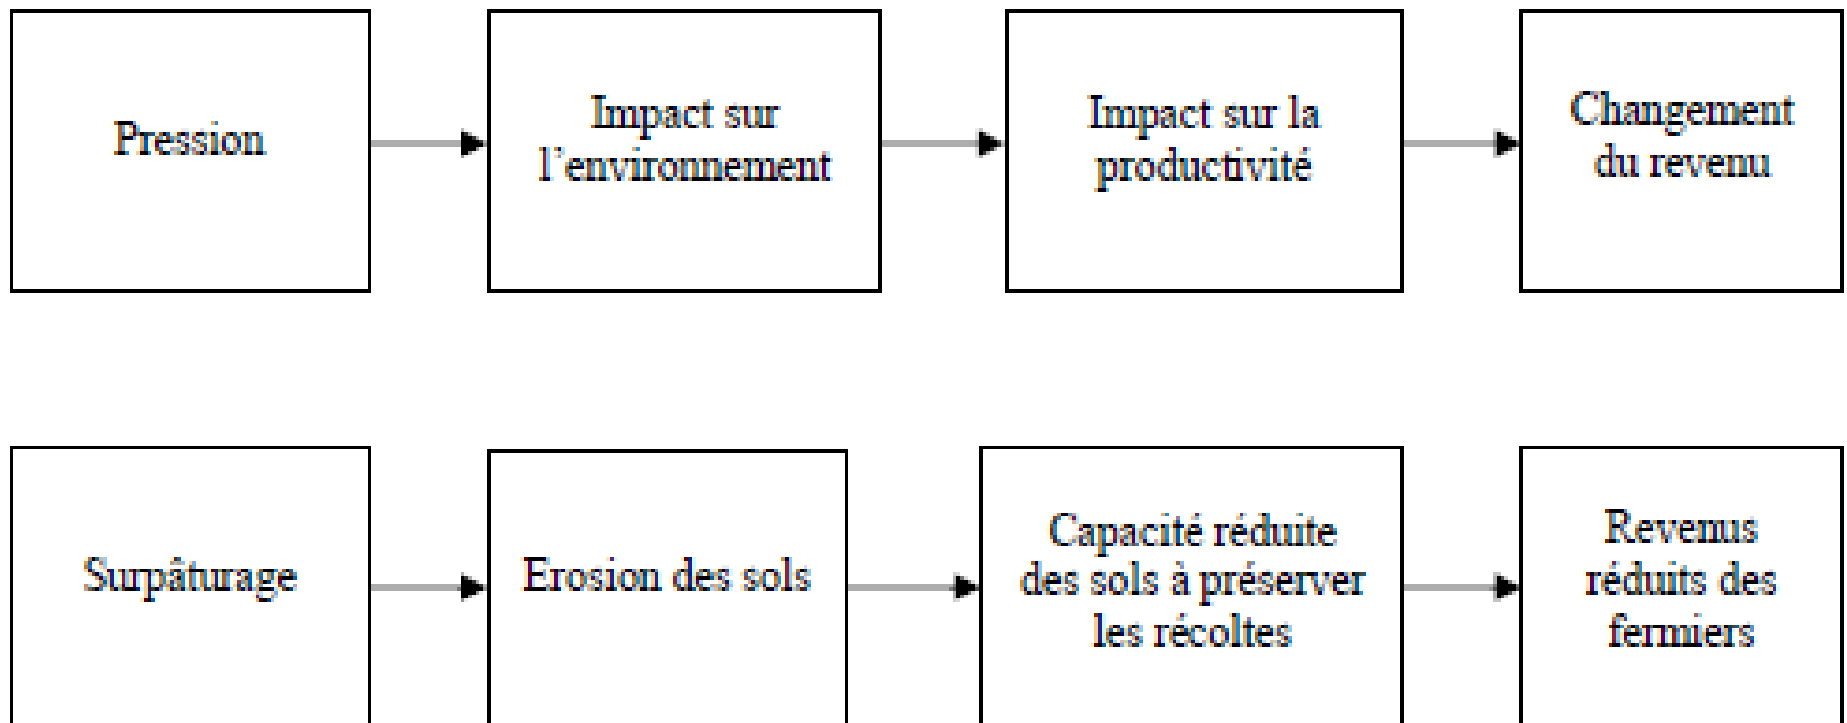 Pression
Impact sur
l'environnement
Impact sur la
productivité
Changement
du revenu
Surpâturage
Erosion des sols
Capacité réduite
des sols à préserver
les récoltes
Revenus
réduits des
fermiers